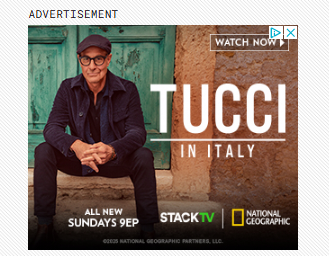 ADVERTISEMENT
WATCH NOW
TUCCI
IN ITALY
ALL NEW
SUNDAYS 9EP
STACKTV
NATIONAL
GEOGRAPHIC
©2025 NATIONAL GEOGRAPHIC PARTNERS, LLC.